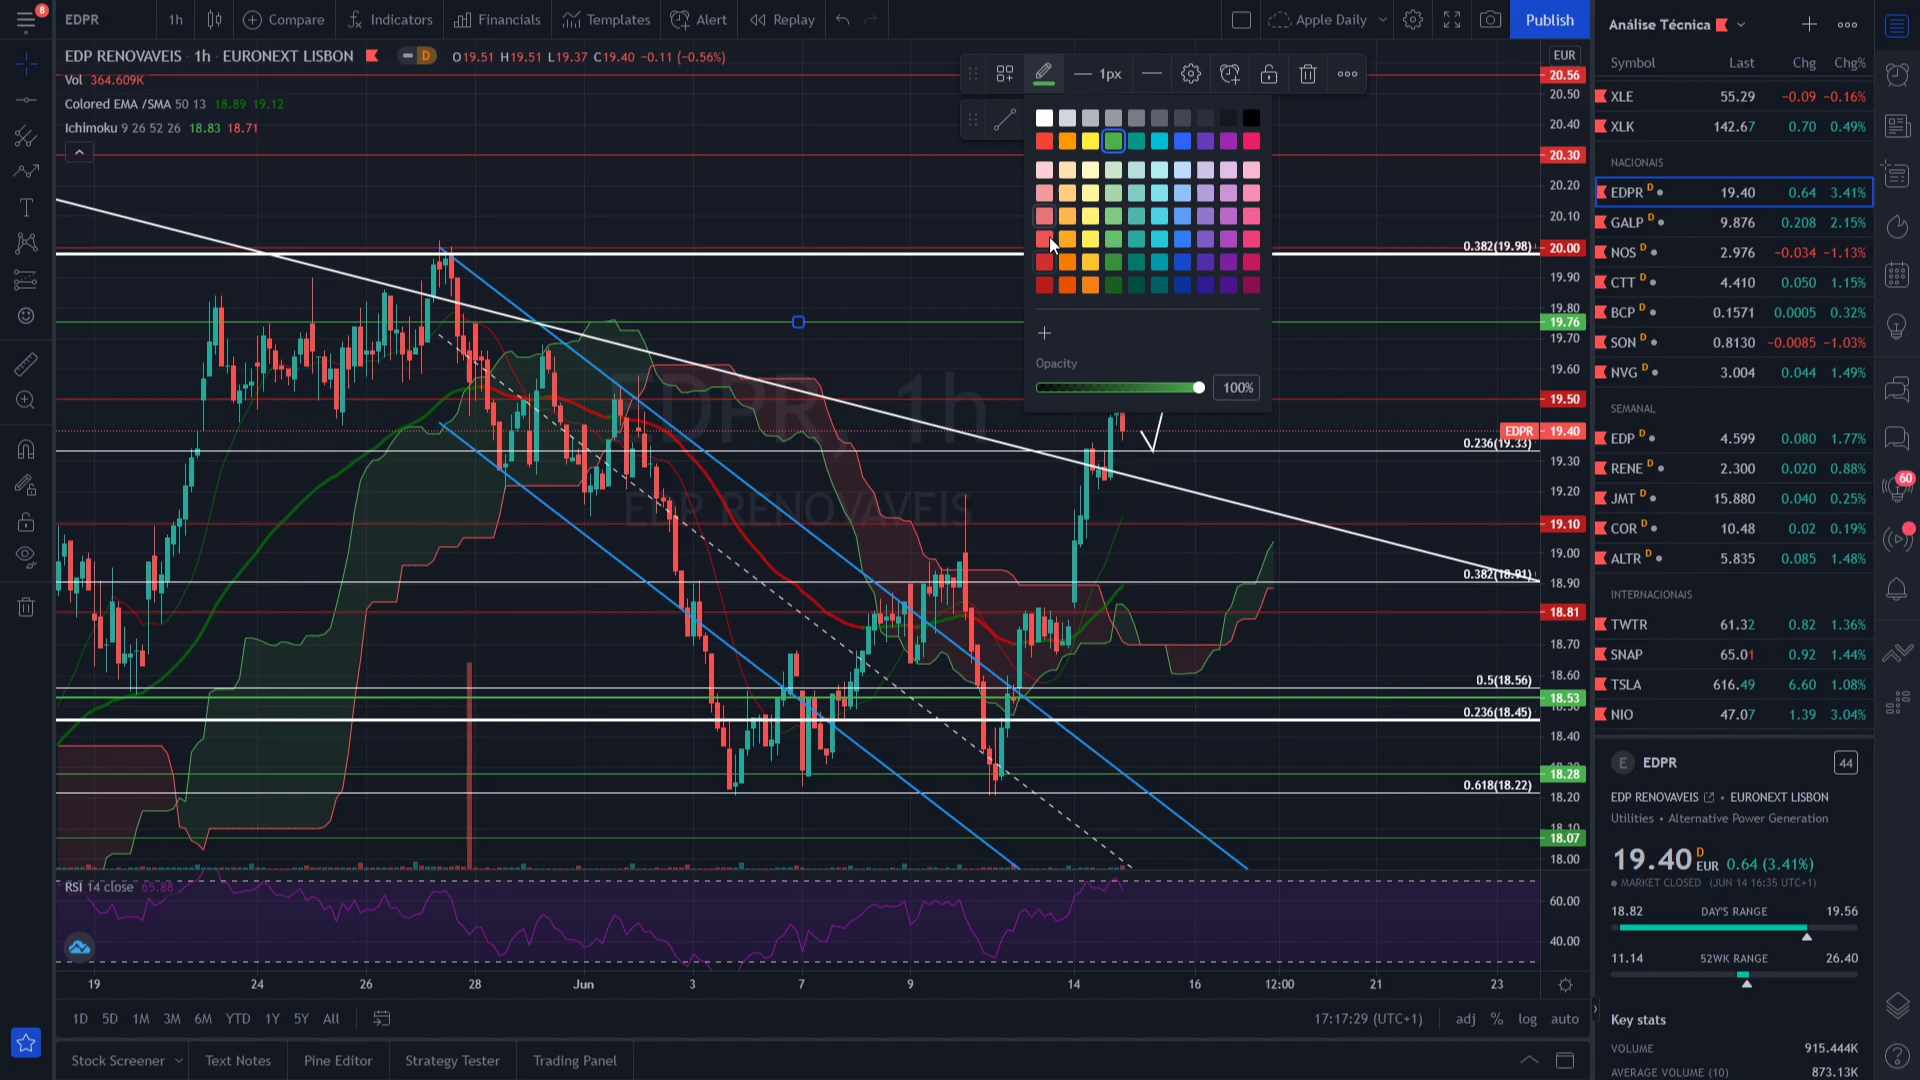 8
EDPR 1h Compare Indicators Financials Templates Alert Replay Apple Daily Publish
EDP RENOVAVEIS · 1h · EURONEXT LISBON D O19.51 H19.51 L19.37 C19.40 −0.11 (−0.56%)
Vol 364.609K
Colored EMA /SMA 50 13 18.89 19.12
Ichimoku 9 26 52 26 18.83 18.71
1px
Opacity
100%
EDPR, 1h
EDP RENOVAVEIS
0.382(19.98)
0.236(19.33)
0.382(18.91)
0.5(18.56)
0.236(18.45)
0.618(18.22)
EUR
20.56
20.50
20.40
20.30
20.20
20.10
20.00
19.90
19.80
19.76
19.70
19.60
19.50
EDPR 19.40
19.30
19.20
19.10
19.00
18.90
18.81
18.70
18.60
18.53
18.40
18.28
18.20
18.10
18.07
18.00
RSI 14 close 65.88
60.00
40.00
19 24 26 28 Jun 3 7 9 14 16 12:00 21 23
1D 5D 1M 3M 6M YTD 1Y 5Y All 17:17:29 (UTC+1) adj % log auto
Stock Screener Text Notes Pine Editor Strategy Tester Trading Panel
Análise Técnica
Symbol Last Chg Chg%
XLE 55.29 −0.09 −0.16%
XLK 142.67 0.70 0.49%
NACIONAIS
EDPR D 19.40 0.64 3.41%
GALP D 9.876 0.208 2.15%
NOS D 2.976 −0.034 −1.13%
CTT D 4.410 0.050 1.15%
BCP D 0.1571 0.0005 0.32%
SON D 0.8130 −0.0085 −1.03%
NVG D 3.004 0.044 1.49%
SEMANAL
EDP D 4.599 0.080 1.77%
RENE D 2.300 0.020 0.88%
JMT D 15.880 0.040 0.25%
COR D 10.48 0.02 0.19%
ALTR D 5.835 0.085 1.48%
INTERNACIONAIS
TWTR 61.32 0.82 1.36%
SNAP 65.01 0.92 1.44%
TSLA 616.49 6.60 1.08%
NIO 47.07 1.39 3.04%
E EDPR 44
EDP RENOVAVEIS • EURONEXT LISBON
Utilities • Alternative Power Generation
19.40 D EUR 0.64 (3.41%)
MARKET CLOSED (JUN 14 16:35 UTC+1)
18.82 DAY'S RANGE 19.56
11.14 52WK RANGE 26.40
Key stats
VOLUME 915.444K
AVERAGE VOLUME (10) 873.13K
60